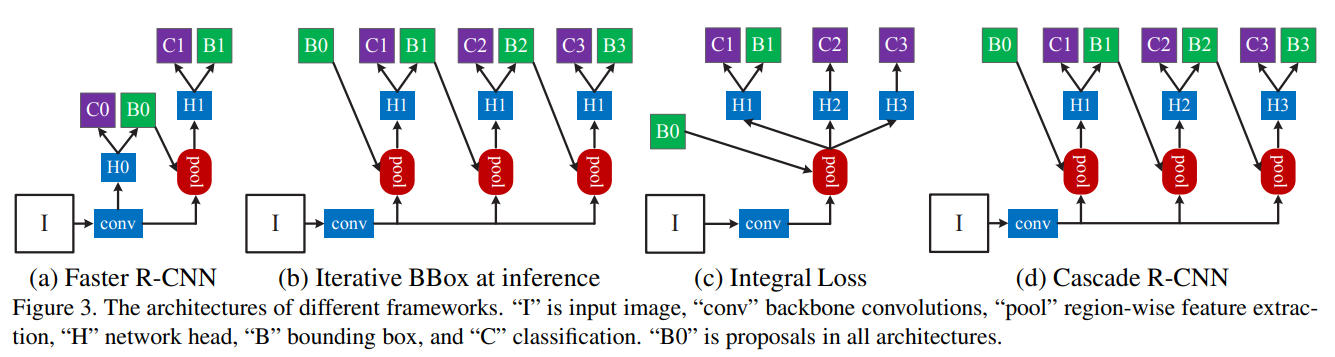 C1 B1
C0 B0 H1
H0 pool
I conv
(a) Faster R-CNN
B0 C1 B1 C2 B2 C3 B3
H1 H1 H1
pool pool pool
I conv
(b) Iterative BBox at inference
C1 B1 C2 C3
H1 H2 H3
B0
pool
I conv
(c) Integral Loss
B0 C1 B1 C2 B2 C3 B3
H1 H2 H3
pool pool pool
I conv
(d) Cascade R-CNN
Figure 3. The architectures of different frameworks. “I” is input image, “conv” backbone convolutions, “pool” region-wise feature extrac-
tion, “H” network head, “B” bounding box, and “C” classification. “B0” is proposals in all architectures.